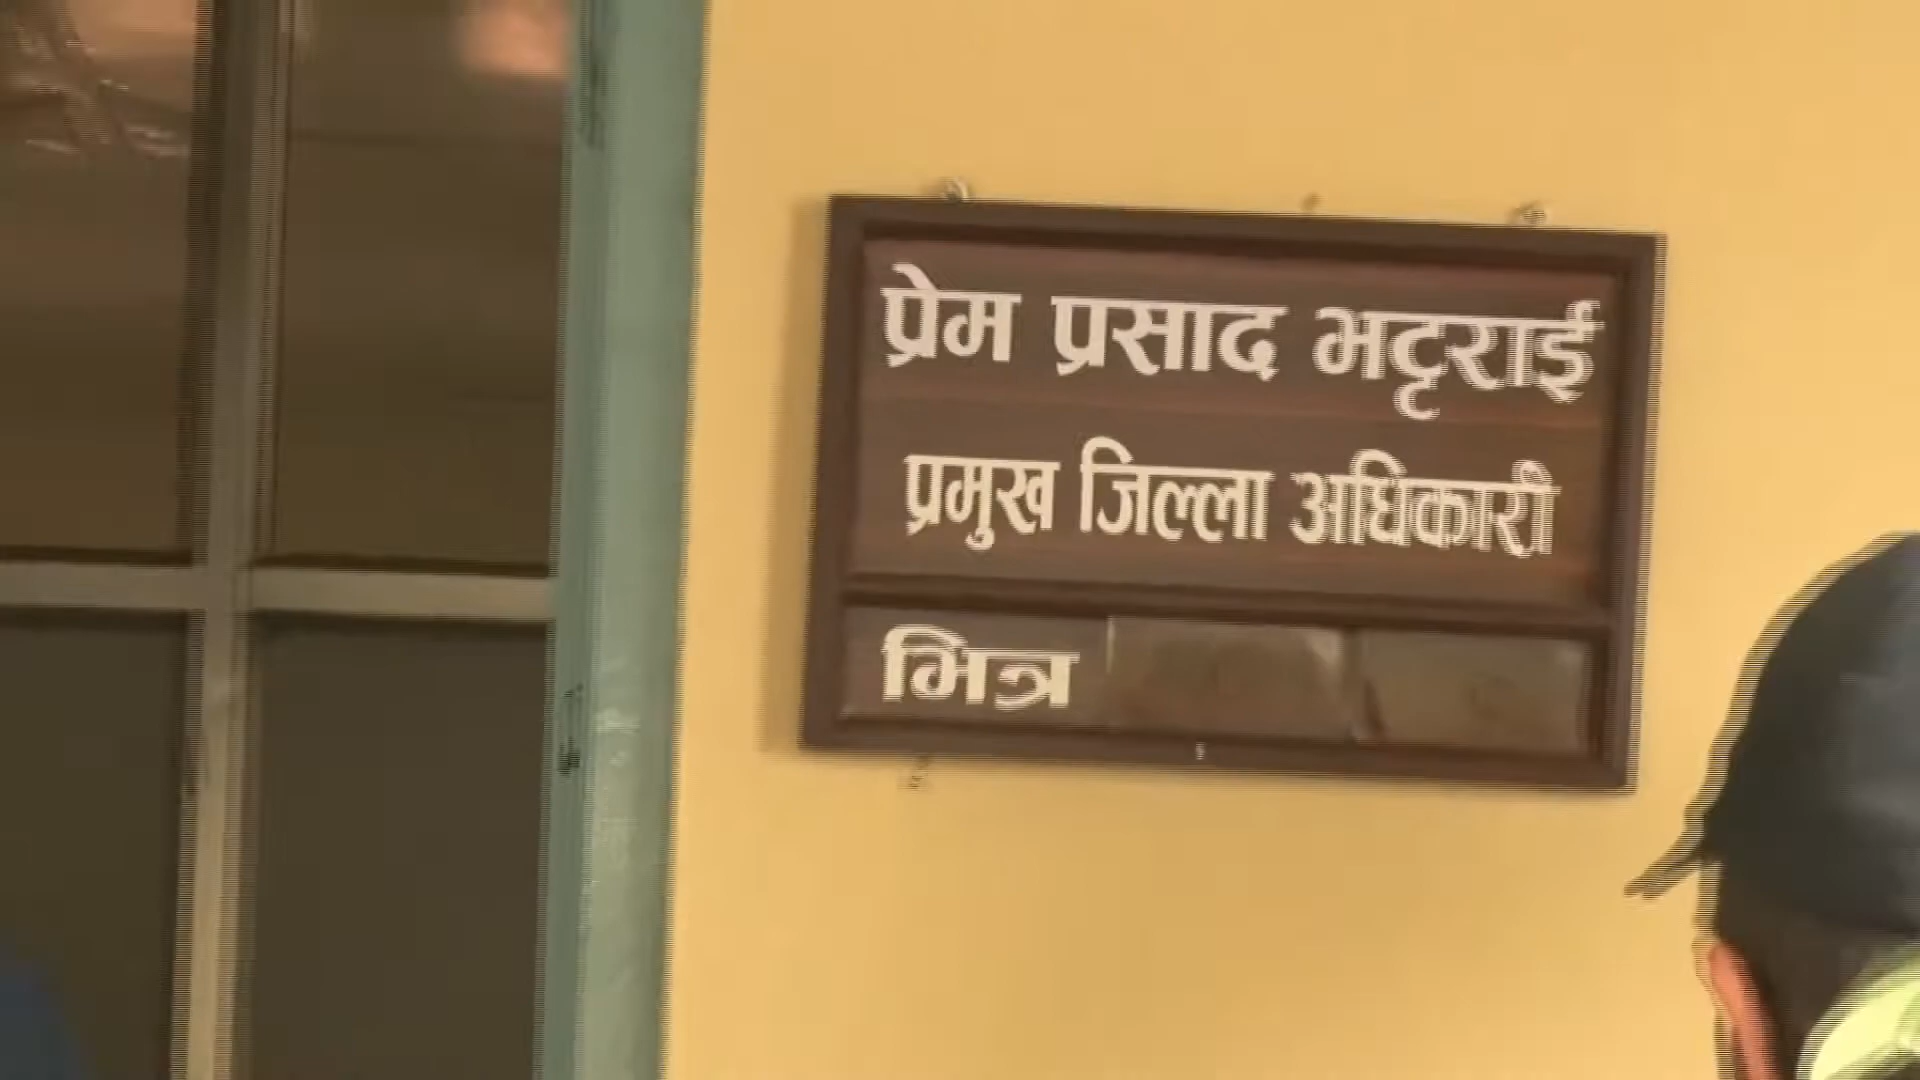 प्रेम प्रसाद भट्टराई
प्रमुख जिल्ला अधिकारी
भित्र